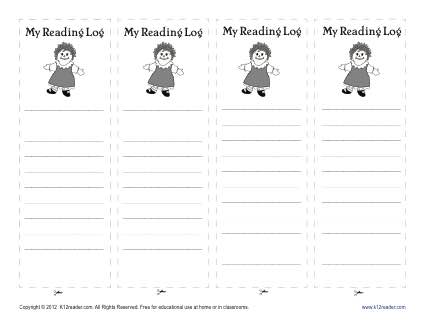 My Reading Log
My Reading Log
My Reading Log
My Reading Log
Copyright © 2012 K12reader.com. All Rights Reserved. Free for educational use at home or in classrooms.
www.k12reader.com